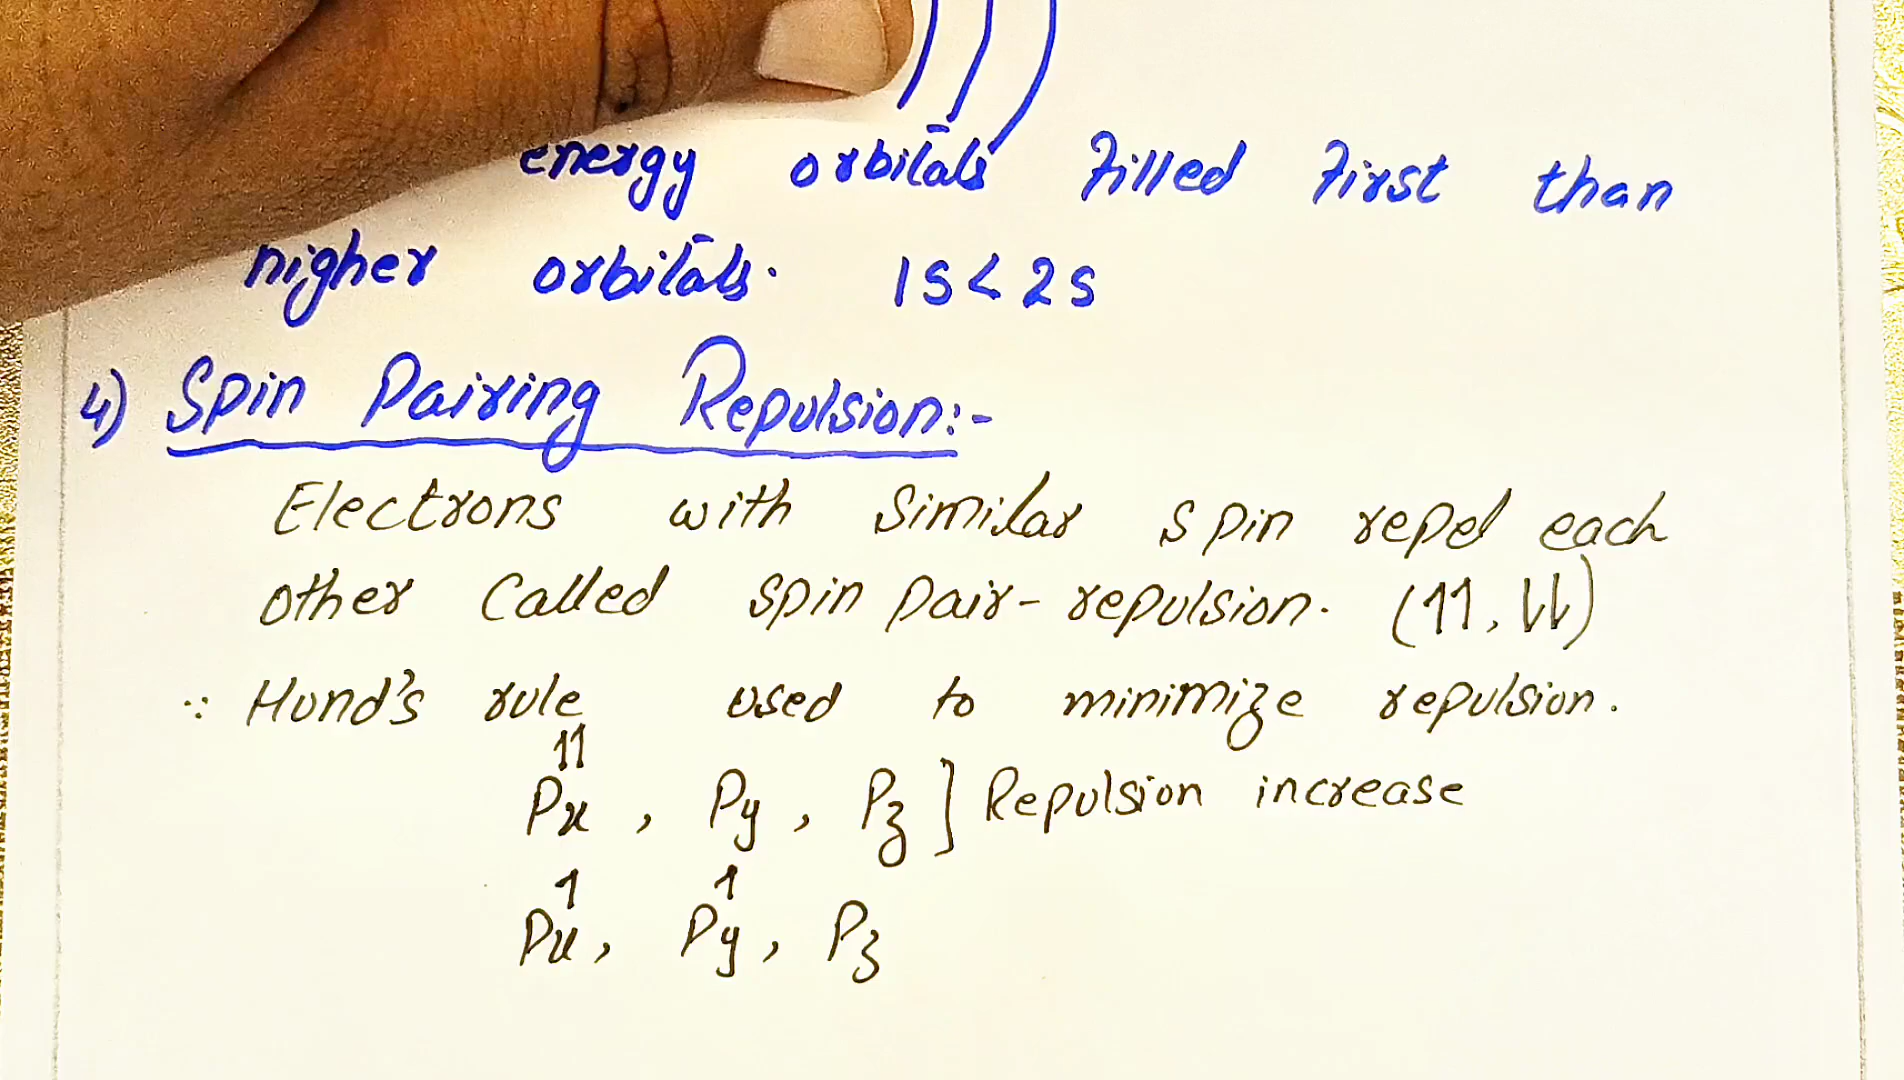 energy orbitals filled first than
higher orbitals. 1s < 2s
4) Spin Pairing Repulsion:-
Electrons with similar spin repel each
other called spin pair-repulsion. (↿↿, ⇂⇂)
∵ Hund's rule used to minimize repulsion.
↿↿
Px , Py , Pz ] Repulsion increase
↿ ↿
Px, Py, Pz